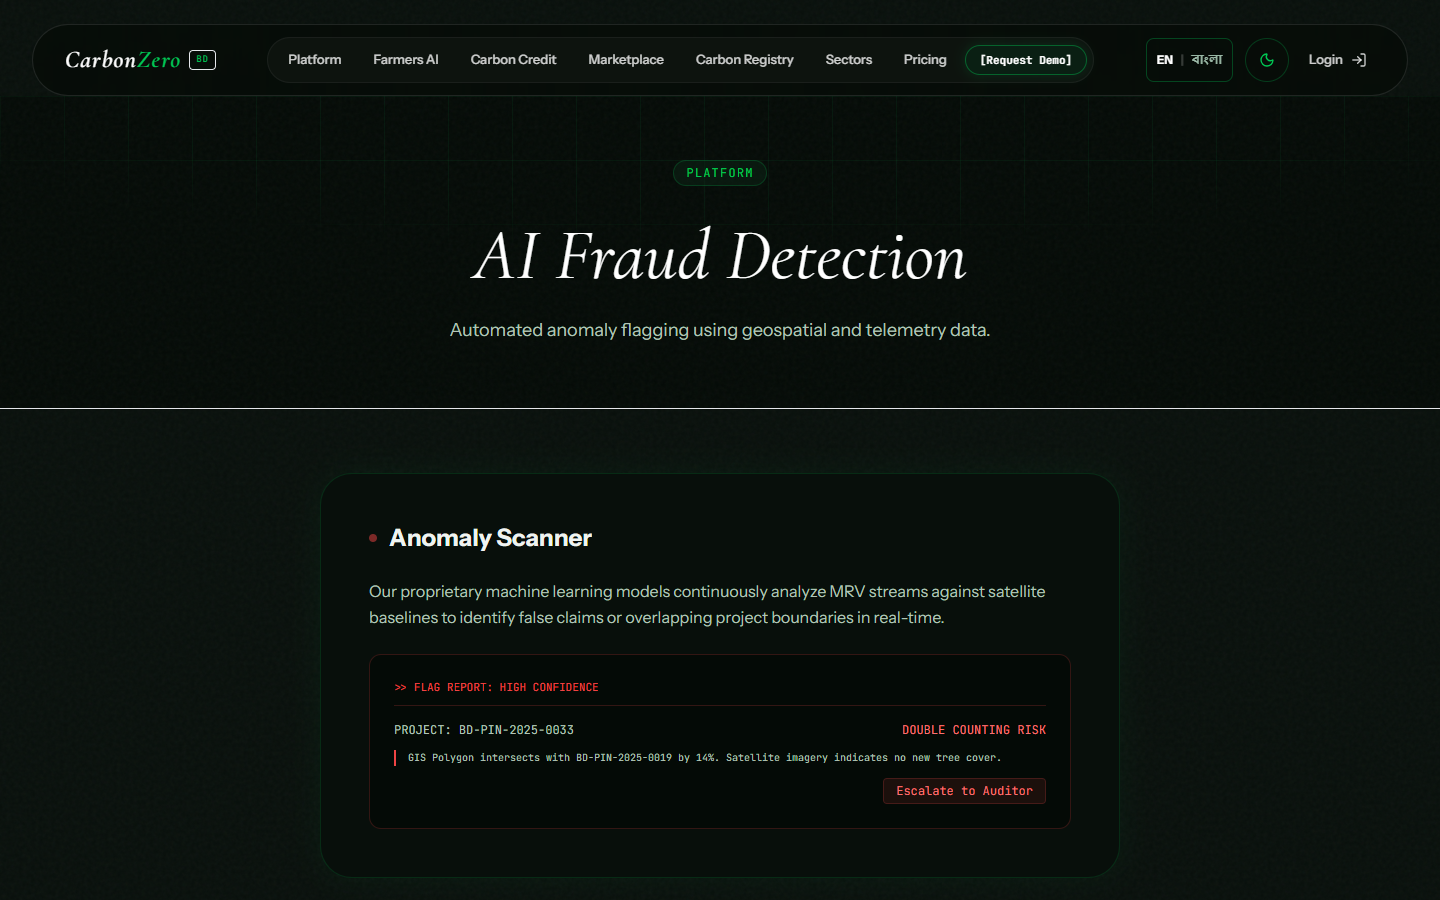 CarbonZero BD
Platform
Farmers AI
Carbon Credit
Marketplace
Carbon Registry
Sectors
Pricing
[Request Demo]
EN | বাংলা
Login
PLATFORM
AI Fraud Detection
Automated anomaly flagging using geospatial and telemetry data.
Anomaly Scanner
Our proprietary machine learning models continuously analyze MRV streams against satellite
baselines to identify false claims or overlapping project boundaries in real-time.
>> FLAG REPORT: HIGH CONFIDENCE
PROJECT: BD-PIN-2025-0033
DOUBLE COUNTING RISK
GIS Polygon intersects with BD-PIN-2025-0019 by 14%. Satellite imagery indicates no new tree cover.
Escalate to Auditor